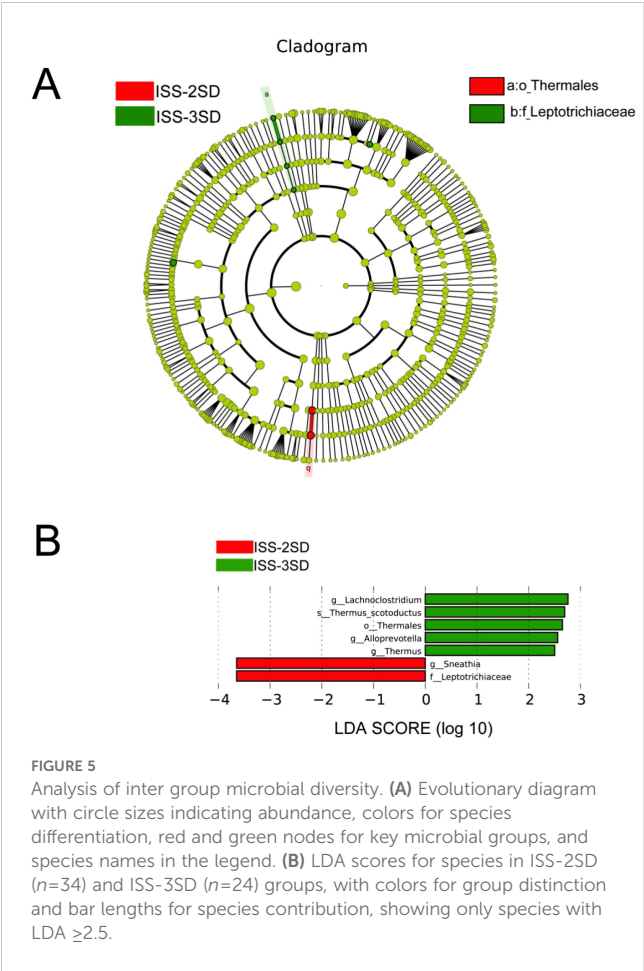 Cladogram
A
ISS-2SD
ISS-3SD
a:o_Thermales
b:f_Leptotrichiaceae
a
b
B
ISS-2SD
ISS-3SD
g__Lachnoclostridium
s__Thermus_scotoductus
o__Thermales
g__Alloprevotella
g__Thermus
g__Sneathia
f__Leptotrichiaceae
−4 −3 −2 −1 0 1 2 3
LDA SCORE (log 10)
FIGURE 5
Analysis of inter group microbial diversity. (A) Evolutionary diagram
with circle sizes indicating abundance, colors for species
differentiation, red and green nodes for key microbial groups, and
species names in the legend. (B) LDA scores for species in ISS-2SD
(n=34) and ISS-3SD (n=24) groups, with colors for group distinction
and bar lengths for species contribution, showing only species with
LDA ≥2.5.